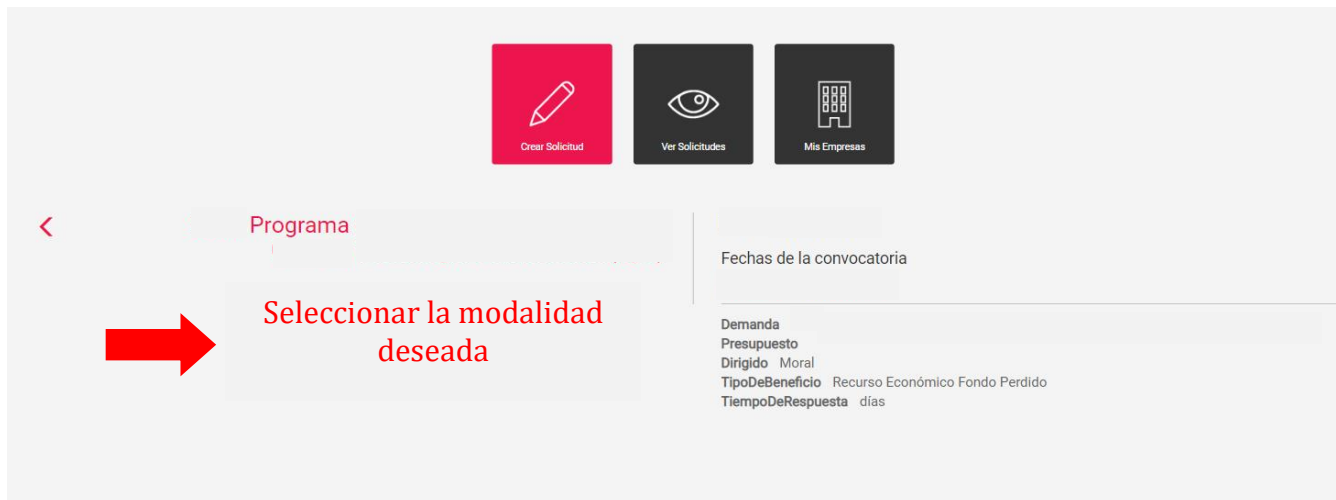 Crear Solicitud
Ver Solicitudes
Mis Empresas
Programa
Seleccionar la modalidad
deseada
Fechas de la convocatoria
Demanda
Presupuesto
Dirigido Moral
TipoDeBeneficio Recurso Económico Fondo Perdido
TiempoDeRespuesta días